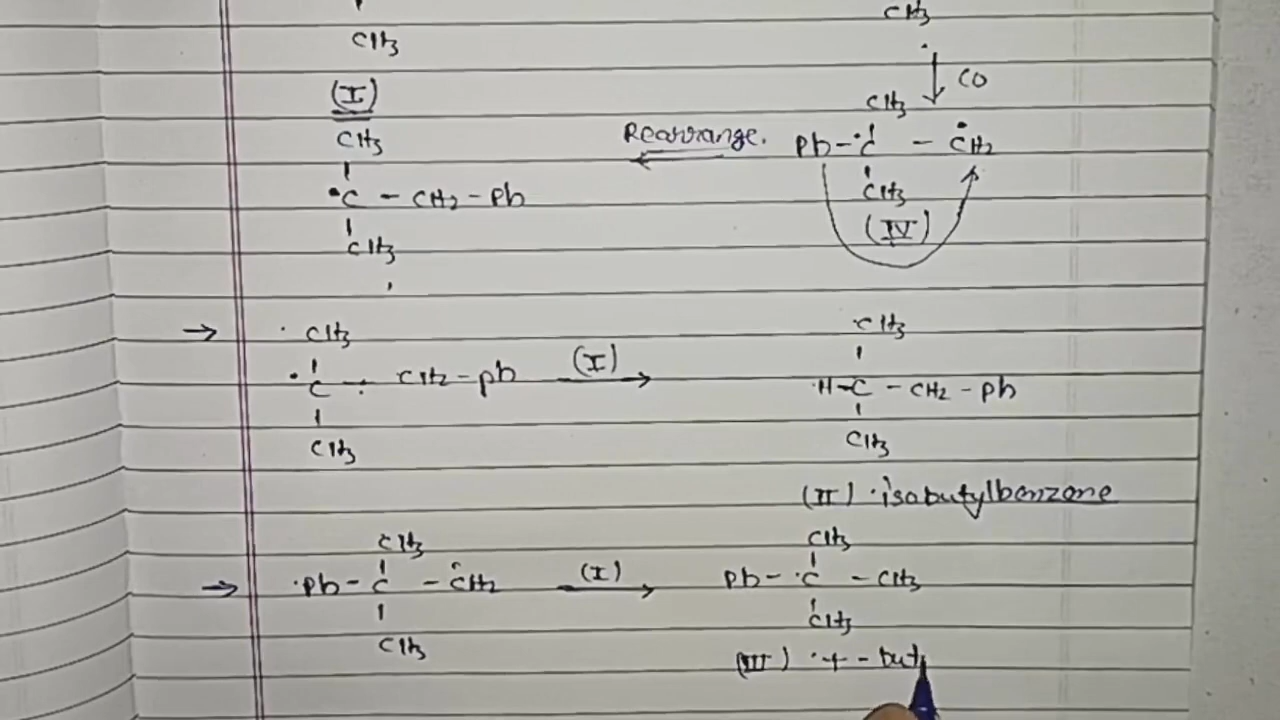 CH3
CH3
(I)
CO
CH3
CH3
Rearrange.
Ph-C - CH2
•C - CH2 - Ph
CH3
CH3
(IV)
→ CH3
CH3
•C - CH2 - Ph (I) →
H-C - CH2 - Ph
CH3
CH3
(II) isobutylbenzene
CH3
CH3
→ Ph - C - CH2 (I) →
Ph - C - CH3
CH3
CH3
(III) t - but